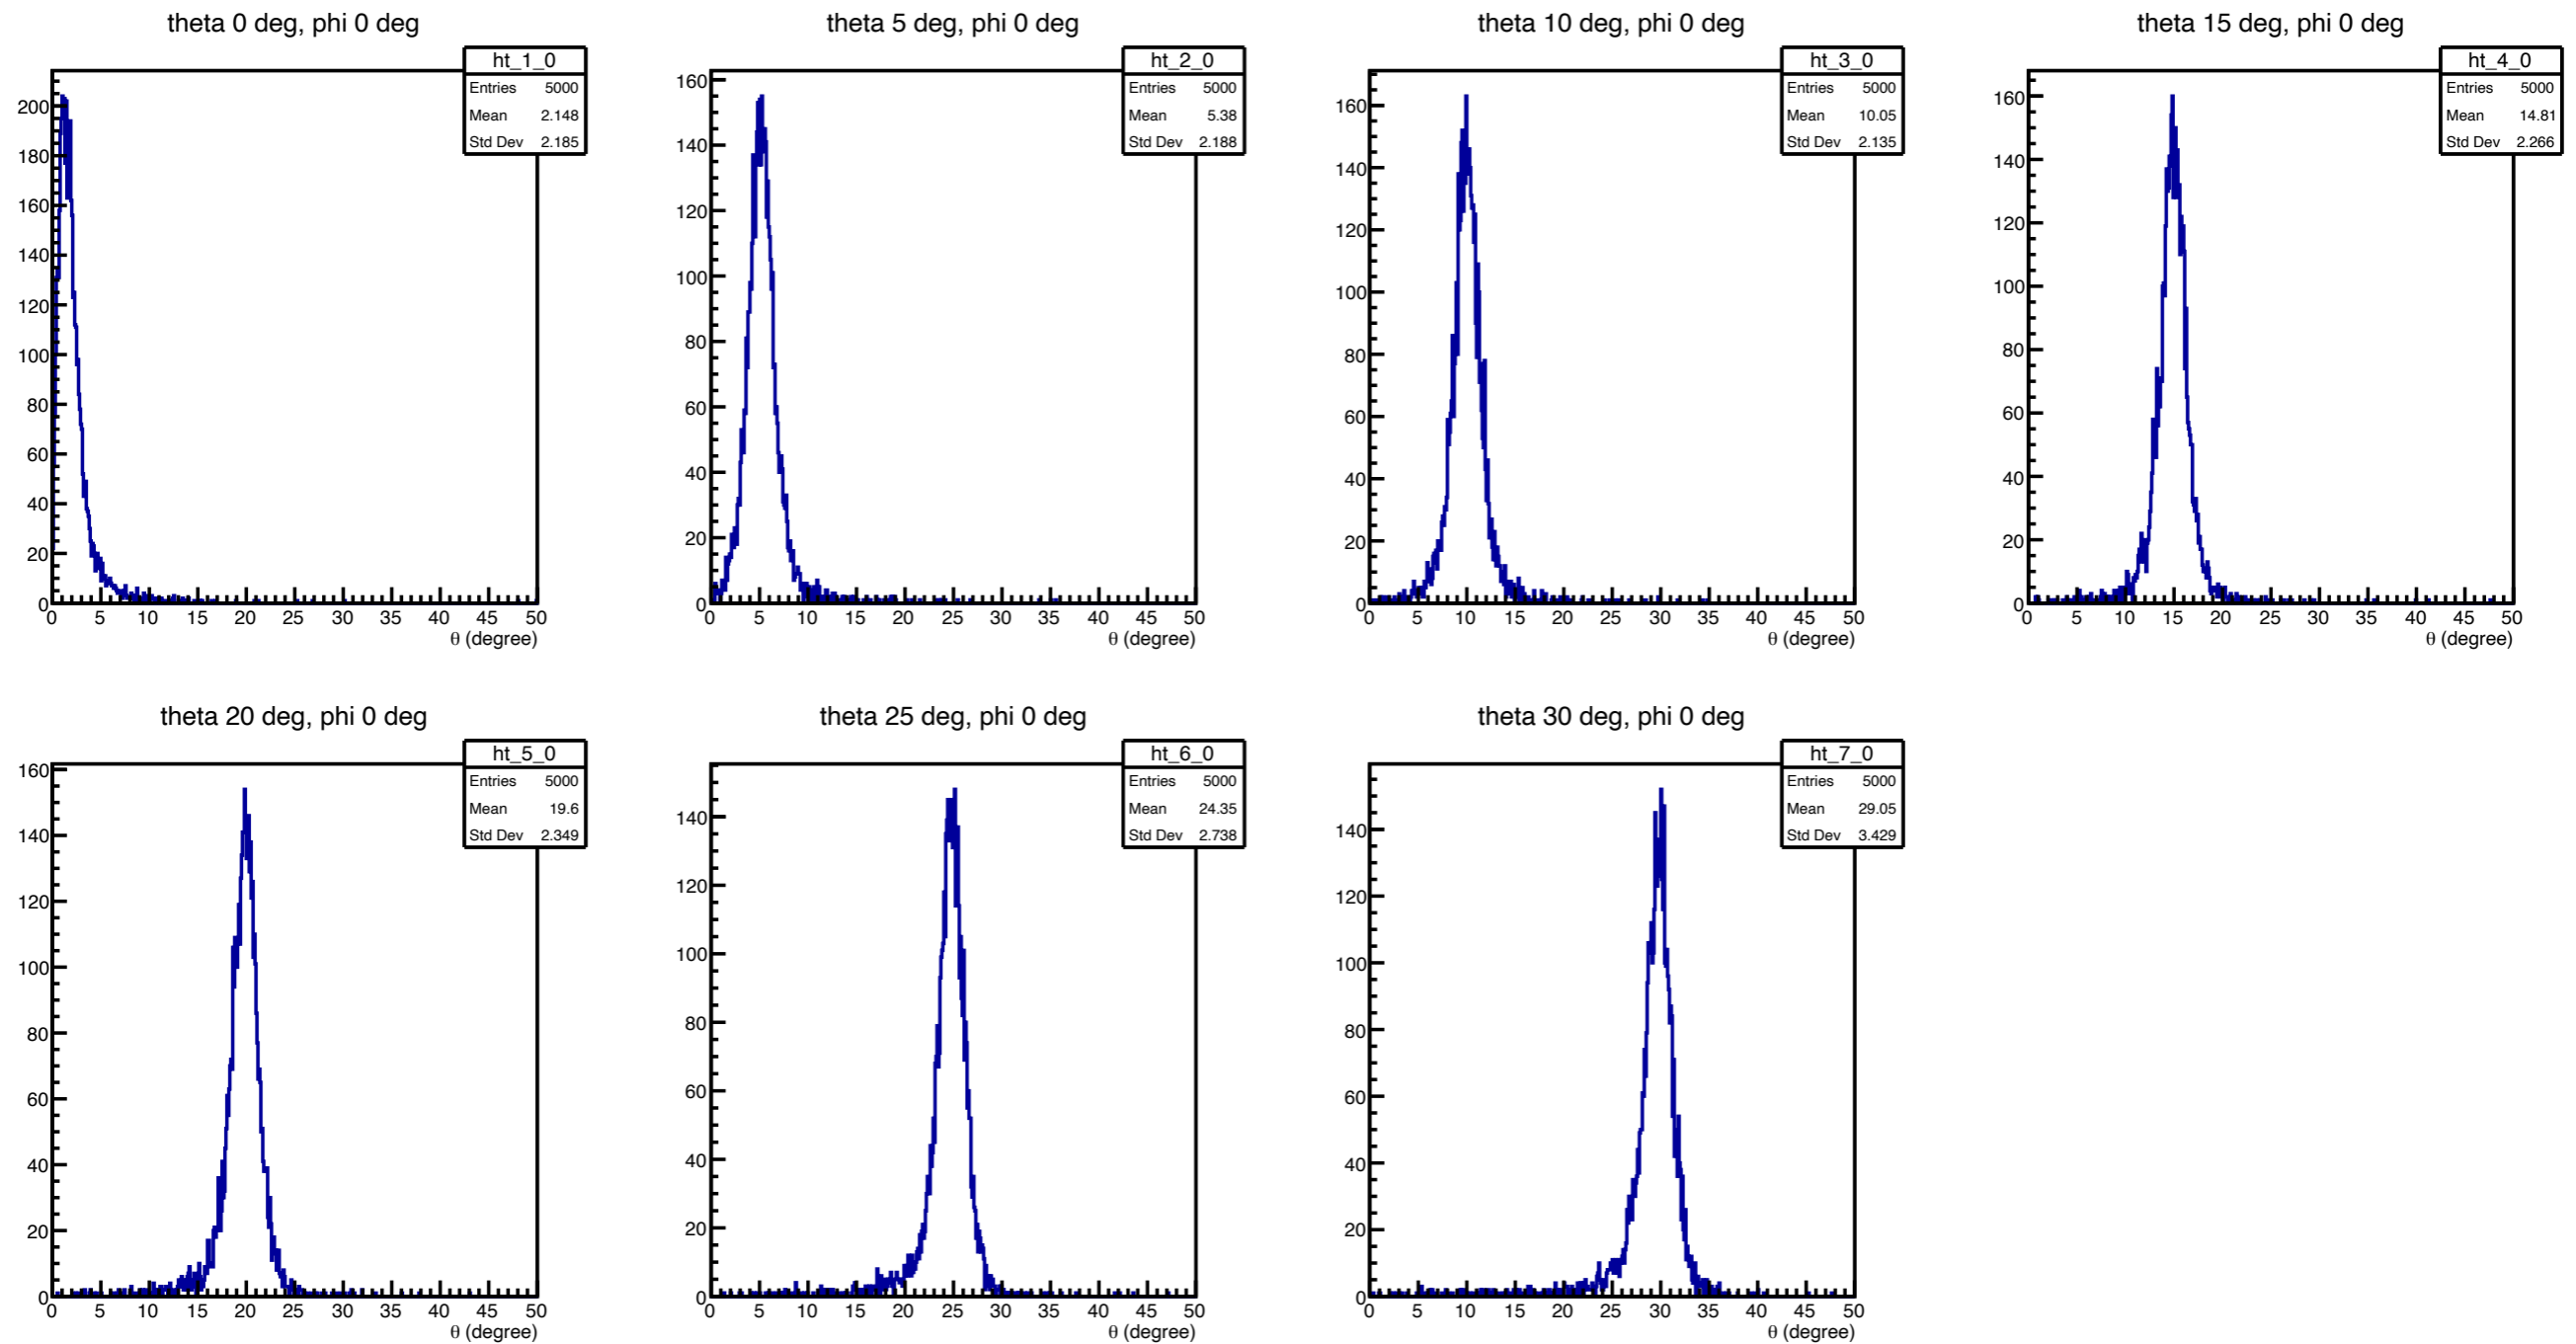 theta 0 deg, phi 0 deg
ht_1_0
Entries 5000
Mean 2.148
Std Dev 2.185
200
180
160
140
120
100
80
60
40
20
0
0 5 10 15 20 25 30 35 40 45 50
θ (degree)
theta 5 deg, phi 0 deg
ht_2_0
Entries 5000
Mean 5.38
Std Dev 2.188
160
140
120
100
80
60
40
20
0
0 5 10 15 20 25 30 35 40 45 50
θ (degree)
theta 10 deg, phi 0 deg
ht_3_0
Entries 5000
Mean 10.05
Std Dev 2.135
160
140
120
100
80
60
40
20
0
0 5 10 15 20 25 30 35 40 45 50
θ (degree)
theta 15 deg, phi 0 deg
ht_4_0
Entries 5000
Mean 14.81
Std Dev 2.266
160
140
120
100
80
60
40
20
0
0 5 10 15 20 25 30 35 40 45 50
θ (degree)
theta 20 deg, phi 0 deg
ht_5_0
Entries 5000
Mean 19.6
Std Dev 2.349
160
140
120
100
80
60
40
20
0
0 5 10 15 20 25 30 35 40 45 50
θ (degree)
theta 25 deg, phi 0 deg
ht_6_0
Entries 5000
Mean 24.35
Std Dev 2.738
140
120
100
80
60
40
20
0
0 5 10 15 20 25 30 35 40 45 50
θ (degree)
theta 30 deg, phi 0 deg
ht_7_0
Entries 5000
Mean 29.05
Std Dev 3.429
140
120
100
80
60
40
20
0
0 5 10 15 20 25 30 35 40 45 50
θ (degree)